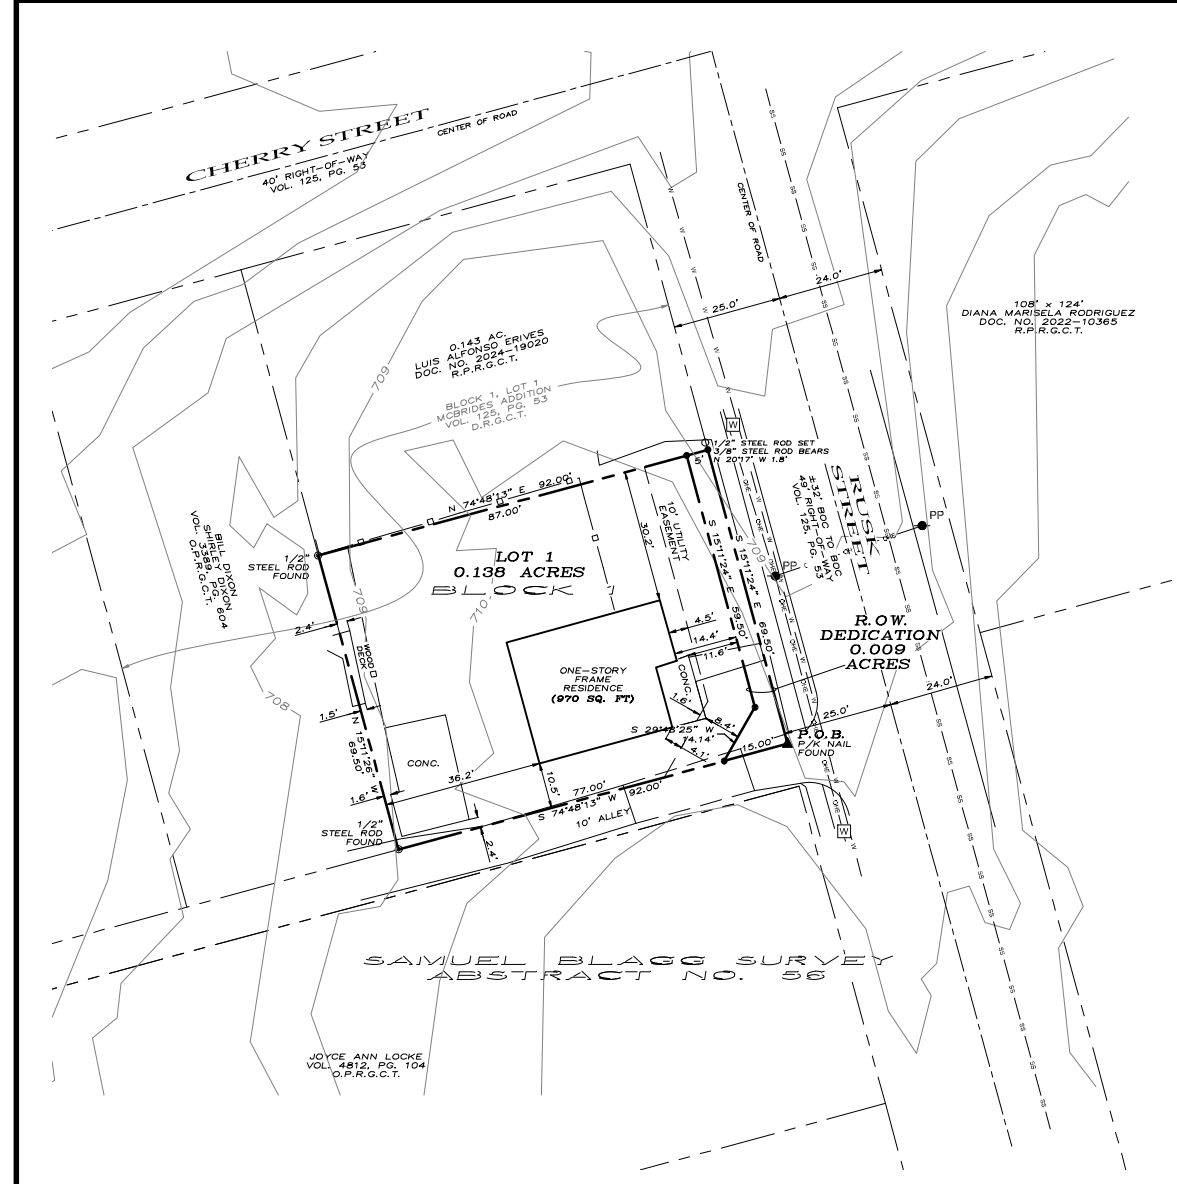 CHERRY STREET
CENTER OF ROAD
40' RIGHT-OF-WAY
VOL. 125, PG. 53
CENTER OF ROAD
25.0'
24.0'
108' x 124'
DIANA MARISELA RODRIGUEZ
DOC. NO. 2022-10365
R.P.R.G.C.T.
0.143 AC.
LUIS ALFONSO ERIVES
DOC. NO. 2024-19020
R.P.R.G.C.T.
709
BLOCK 1, LOT 1
MCBRIDES ADDITION
VOL. 125, PG. 53
D.R.G.C.T.
W
1/2" STEEL ROD SET
3/8" STEEL ROD BEARS
N 20°17' W 1.8'
5'
N 74°48'13" E 92.00'
87.00'
10' UTILITY
EASEMENT
30.2'
S 15°11'24" E 59.50'
S 15°11'24" E 69.50'
709
RUSK
STREET
±32' BOC TO BOC
49' RIGHT-OF-WAY
VOL. 125, PG. 53
PP
PP
BILL DIXON
SHIRLEY DIXON
VOL. 3389, PG. 604
O.P.R.G.C.T.
1/2"
STEEL ROD
FOUND
LOT 1
0.138 ACRES
BLOCK 1
709
710
2.4'
WOOD
DECK
ONE-STORY
FRAME
RESIDENCE
(970 SQ. FT)
4.5'
14.4'
11.6'
CONC.
1.6'
R.O.W.
DEDICATION
0.009
ACRES
708
1.5'
N 15°11'26" W
69.50'
CONC.
S 29°48'25" W
14.14'
8.4'
4.1'
15.00'
25.0'
24.0'
P.O.B.
P/K NAIL
FOUND
36.2'
10.5'
1.6'
77.00'
S 74°48'13" W 92.00'
10' ALLEY
2.4'
1/2"
STEEL ROD
FOUND
W
SAMUEL BLAGG SURVEY
ABSTRACT NO. 56
JOYCE ANN LOCKE
VOL. 4812, PG. 104
O.P.R.G.C.T.